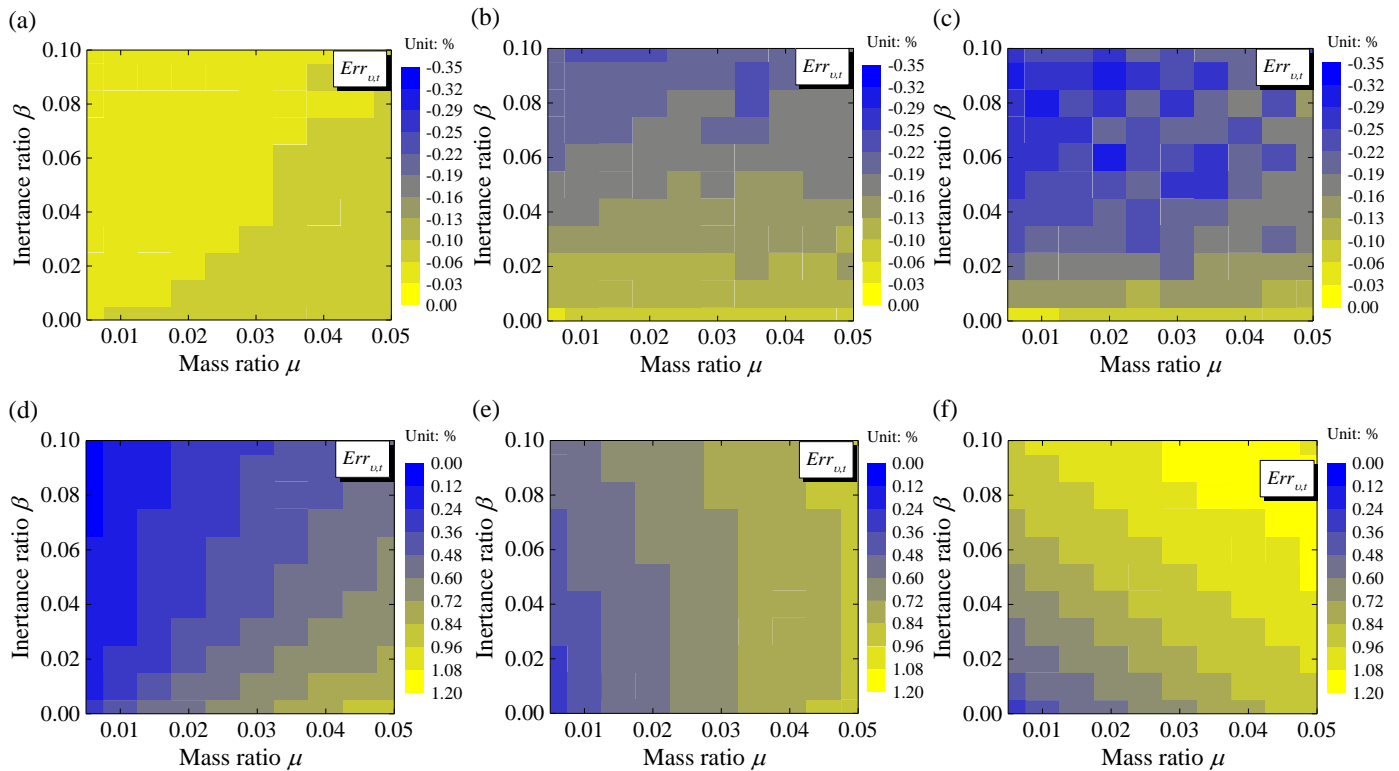 (a)
Unit: %
Err_{υ,t}
-0.35
-0.32
-0.29
-0.25
-0.22
-0.19
-0.16
-0.13
-0.10
-0.06
-0.03
0.00
0.10
0.08
0.06
0.04
0.02
0.00
Inertance ratio β
0.01 0.02 0.03 0.04 0.05
Mass ratio μ
(b)
Unit: %
Err_{υ,t}
-0.35
-0.32
-0.29
-0.25
-0.22
-0.19
-0.16
-0.13
-0.10
-0.06
-0.03
0.00
0.10
0.08
0.06
0.04
0.02
0.00
Inertance ratio β
0.01 0.02 0.03 0.04 0.05
Mass ratio μ
(c)
Unit: %
Err_{υ,t}
-0.35
-0.32
-0.29
-0.25
-0.22
-0.19
-0.16
-0.13
-0.10
-0.06
-0.03
0.00
0.10
0.08
0.06
0.04
0.02
0.00
Inertance ratio β
0.01 0.02 0.03 0.04 0.05
Mass ratio μ
(d)
Unit: %
Err_{υ,t}
0.00
0.12
0.24
0.36
0.48
0.60
0.72
0.84
0.96
1.08
1.20
0.10
0.08
0.06
0.04
0.02
0.00
Inertance ratio β
0.01 0.02 0.03 0.04 0.05
Mass ratio μ
(e)
Unit: %
Err_{υ,t}
0.00
0.12
0.24
0.36
0.48
0.60
0.72
0.84
0.96
1.08
1.20
0.10
0.08
0.06
0.04
0.02
0.00
Inertance ratio β
0.01 0.02 0.03 0.04 0.05
Mass ratio μ
(f)
Unit: %
Err_{υ,t}
0.00
0.12
0.24
0.36
0.48
0.60
0.72
0.84
0.96
1.08
1.20
0.10
0.08
0.06
0.04
0.02
0.00
Inertance ratio β
0.01 0.02 0.03 0.04 0.05
Mass ratio μ